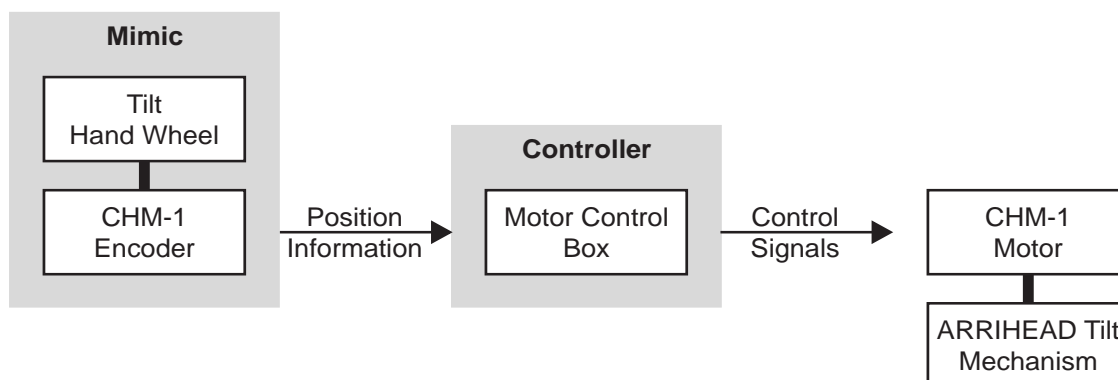 Mimic
Tilt
Hand Wheel
CHM-1
Encoder
Position
Information
Controller
Motor Control
Box
Control
Signals
CHM-1
Motor
ARRIHEAD Tilt
Mechanism